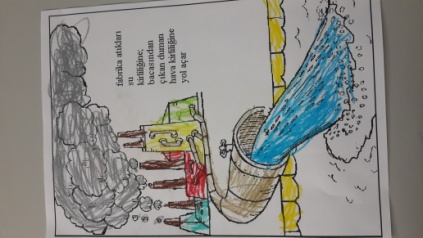 fabrika atıkları
su
kirliliğine;
bacasından
çıkan duman
hava kirliliğine
yol açar